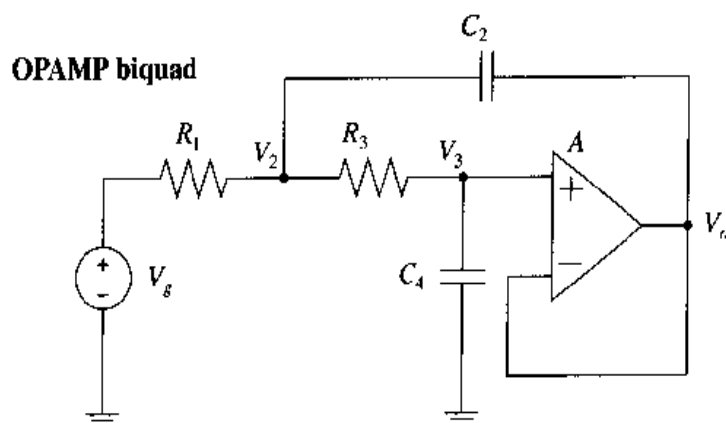 C₂
OPAMP biquad
R₁ V₂ R₃ V₃ A
+
+
Vg
−
C₄
−
Vₒ